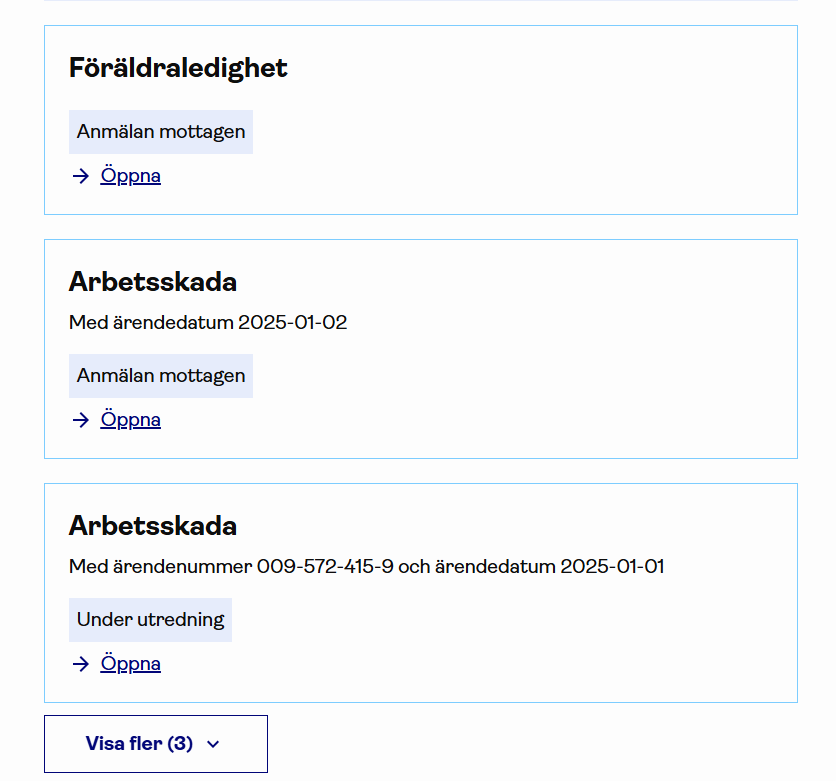 Föräldraledighet
Anmälan mottagen
→ Öppna
Arbetsskada
Med ärendedatum 2025-01-02
Anmälan mottagen
→ Öppna
Arbetsskada
Med ärendenummer 009-572-415-9 och ärendedatum 2025-01-01
Under utredning
→ Öppna
Visa fler (3)